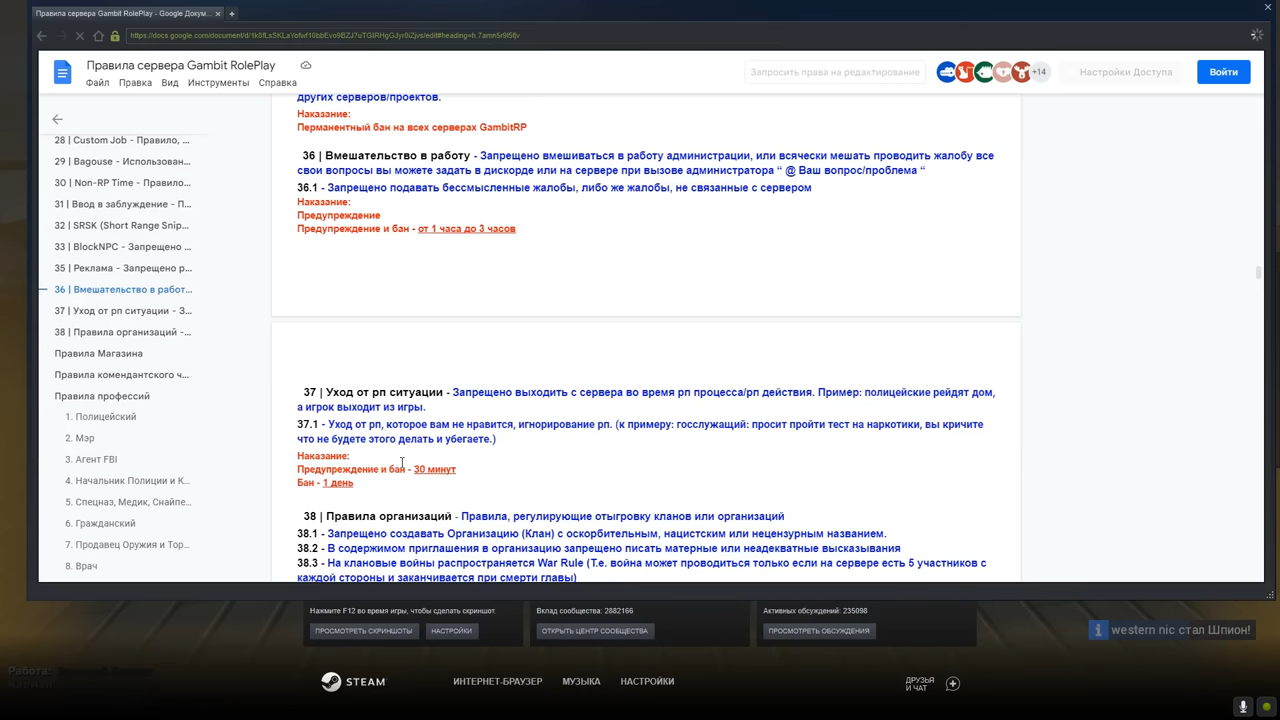 Правила сервера Gambit RolePlay - Google Докум...
https://docs.google.com/document/d/1k8fLsSKLaYofwf10bbEvo9BZJ7uTGlRHgGJyr0iZjvs/edit#heading=h.7amn5r9l5fjv
Правила сервера Gambit RolePlay
Файл Правка Вид Инструменты Справка
Запросить права на редактирование
+14
Настройки Доступа
Войти
28 | Custom Job - Правило, ...
29 | Bagouse - Использован...
30 | Non-RP Time - Правило...
31 | Ввод в заблуждение - П...
32 | SRSK (Short Range Snip...
33 | BlockNPC - Запрещено ...
35 | Реклама - Запрещено р...
36 | Вмешательство в работ...
37 | Уход от рп ситуации - З...
38 | Правила организаций -...
Правила Магазина
Правила комендантского ч...
Правила профессий
1. Полицейский
2. Мэр
3. Агент FBI
4. Начальник Полиции и К...
5. Спецназ, Медик, Снайпе...
6. Гражданский
7. Продавец Оружия и Тор...
8. Врач
других серверов/проектов.
Наказание:
Перманентный бан на всех серверах GambitRP
36 | Вмешательство в работу - Запрещено вмешиваться в работу администрации, или всячески мешать проводить жалобу все
свои вопросы вы можете задать в дискорде или на сервере при вызове администратора “ @ Ваш вопрос/проблема “
36.1 - Запрещено подавать бессмысленные жалобы, либо же жалобы, не связанные с сервером
Наказание:
Предупреждение
Предупреждение и бан - от 1 часа до 3 часов
37 | Уход от рп ситуации - Запрещено выходить с сервера во время рп процесса/рп действия. Пример: полицейские рейдят дом,
а игрок выходит из игры.
37.1 - Уход от рп, которое вам не нравится, игнорирование рп. (к примеру: госслужащий: просит пройти тест на наркотики, вы кричите
что не будете этого делать и убегаете.)
Наказание:
Предупреждение и бан - 30 минут
Бан - 1 день
38 | Правила организаций - Правила, регулирующие отыгровку кланов или организаций
38.1 - Запрещено создавать Организацию (Клан) с оскорбительным, нацистским или нецензурным названием.
38.2 - В содержимом приглашения в организацию запрещено писать матерные или неадекватные высказывания
38.3 - На клановые войны распространяется War Rule (Т.е. война может проводиться только если на сервере есть 5 участников с
каждой стороны и заканчивается при смерти главы)
Нажмите F12 во время игры, чтобы сделать скриншот.
Вклад сообщества: 2882166
Активных обсуждений: 235098
ПРОСМОТРЕТЬ СКРИНШОТЫ
НАСТРОЙКИ
ОТКРЫТЬ ЦЕНТР СООБЩЕСТВА
ПРОСМОТРЕТЬ ОБСУЖДЕНИЯ
western nic стал Шпион!
Работа:
STEAM
ИНТЕРНЕТ-БРАУЗЕР МУЗЫКА НАСТРОЙКИ
ДРУЗЬЯ
И ЧАТ